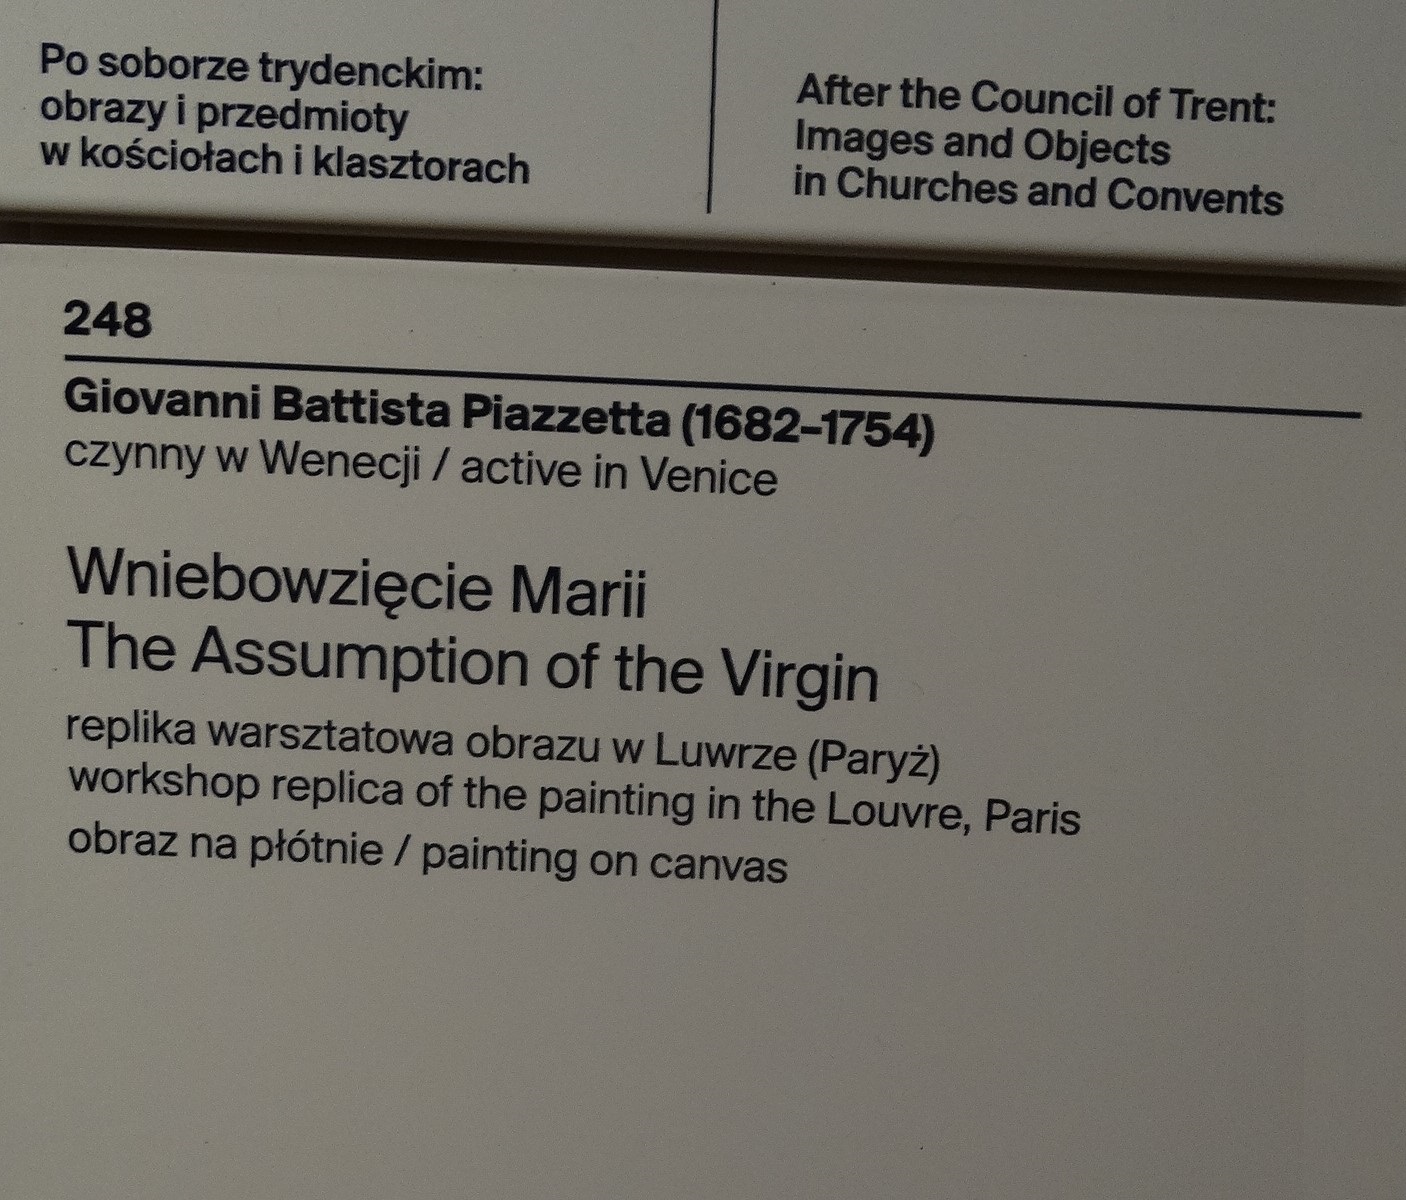 Po soborze trydenckim:
obrazy i przedmioty
w kościołach i klasztorach
After the Council of Trent:
Images and Objects
in Churches and Convents
248
Giovanni Battista Piazzetta (1682–1754)
czynny w Wenecji / active in Venice
Wniebowzięcie Marii
The Assumption of the Virgin
replika warsztatowa obrazu w Luwrze (Paryż)
workshop replica of the painting in the Louvre, Paris
obraz na płótnie / painting on canvas